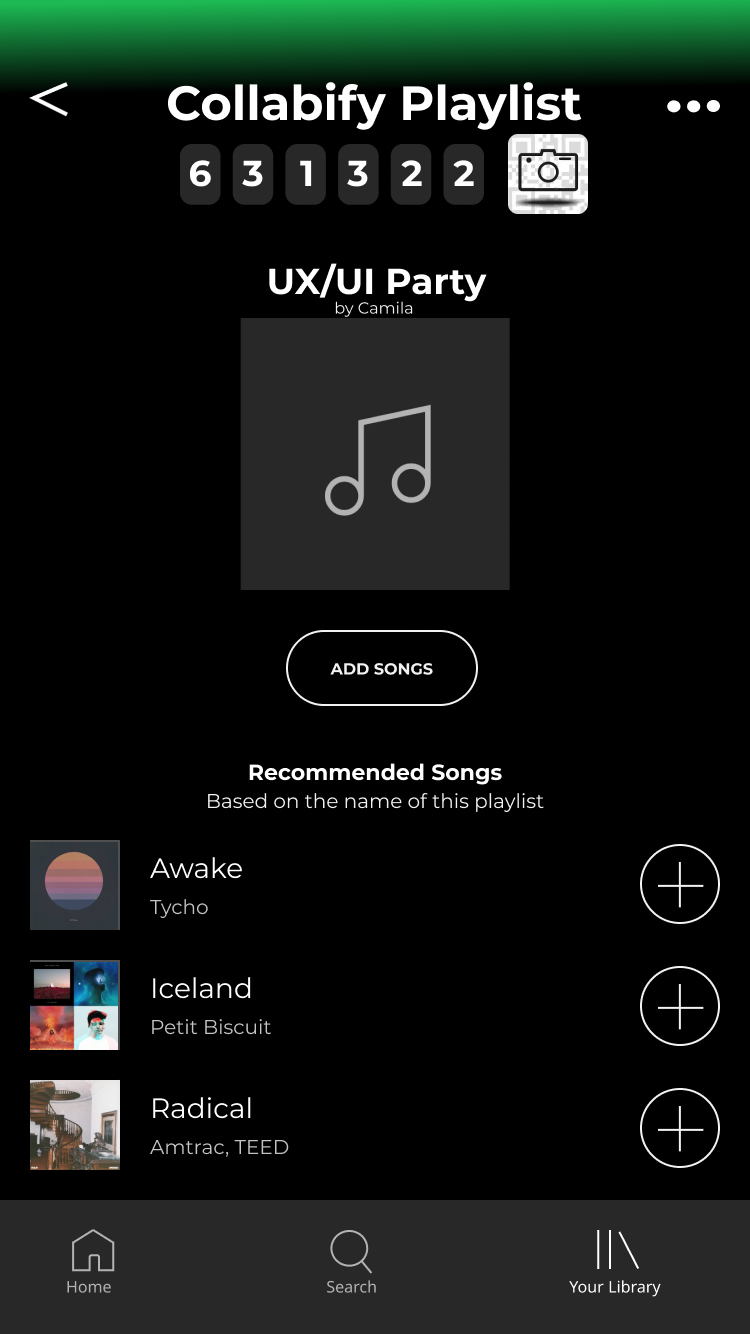 Collabify Playlist
6 3 1 3 2 2
UX/UI Party
by Camila
ADD SONGS
Recommended Songs
Based on the name of this playlist
Awake
Tycho
Iceland
Petit Biscuit
Radical
Amtrac, TEED
Home Search Your Library